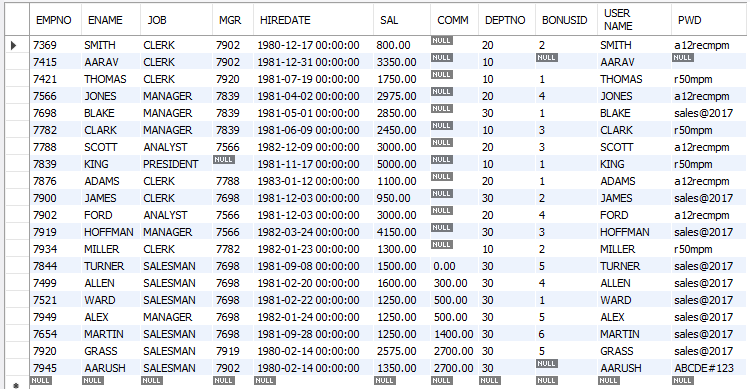 EMPNO ENAME JOB MGR HIREDATE SAL COMM DEPTNO BONUSID USER NAME PWD
7369 SMITH CLERK 7902 1980-12-17 00:00:00 800.00 NULL 20 2 SMITH a12recmpm
7415 AARAV CLERK 7902 1981-12-31 00:00:00 3350.00 NULL 10 NULL AARAV NULL
7421 THOMAS CLERK 7920 1981-07-19 00:00:00 1750.00 NULL 10 1 THOMAS r50mpm
7566 JONES MANAGER 7839 1981-04-02 00:00:00 2975.00 NULL 20 4 JONES a12recmpm
7698 BLAKE MANAGER 7839 1981-05-01 00:00:00 2850.00 NULL 30 1 BLAKE sales@2017
7782 CLARK MANAGER 7839 1981-06-09 00:00:00 2450.00 NULL 10 3 CLARK r50mpm
7788 SCOTT ANALYST 7566 1982-12-09 00:00:00 3000.00 NULL 20 3 SCOTT a12recmpm
7839 KING PRESIDENT NULL 1981-11-17 00:00:00 5000.00 NULL 10 1 KING r50mpm
7876 ADAMS CLERK 7788 1983-01-12 00:00:00 1100.00 NULL 20 1 ADAMS a12recmpm
7900 JAMES CLERK 7698 1981-12-03 00:00:00 950.00 NULL 30 2 JAMES sales@2017
7902 FORD ANALYST 7566 1981-12-03 00:00:00 3000.00 NULL 20 4 FORD a12recmpm
7919 HOFFMAN MANAGER 7566 1982-03-24 00:00:00 4150.00 NULL 30 3 HOFFMAN sales@2017
7934 MILLER CLERK 7782 1982-01-23 00:00:00 1300.00 NULL 10 2 MILLER r50mpm
7844 TURNER SALESMAN 7698 1981-09-08 00:00:00 1500.00 0.00 30 5 TURNER sales@2017
7499 ALLEN SALESMAN 7698 1981-02-20 00:00:00 1600.00 300.00 30 4 ALLEN sales@2017
7521 WARD SALESMAN 7698 1981-02-22 00:00:00 1250.00 500.00 30 1 WARD sales@2017
7949 ALEX MANAGER 7698 1982-01-24 00:00:00 1250.00 500.00 30 5 ALEX sales@2017
7654 MARTIN SALESMAN 7698 1981-09-28 00:00:00 1250.00 1400.00 30 6 MARTIN sales@2017
7920 GRASS SALESMAN 7919 1980-02-14 00:00:00 2575.00 2700.00 30 5 GRASS sales@2017
7945 AARUSH SALESMAN 7902 1980-02-14 00:00:00 1350.00 2700.00 30 NULL AARUSH ABCDE#123
NULL NULL NULL NULL NULL NULL NULL NULL NULL NULL NULL